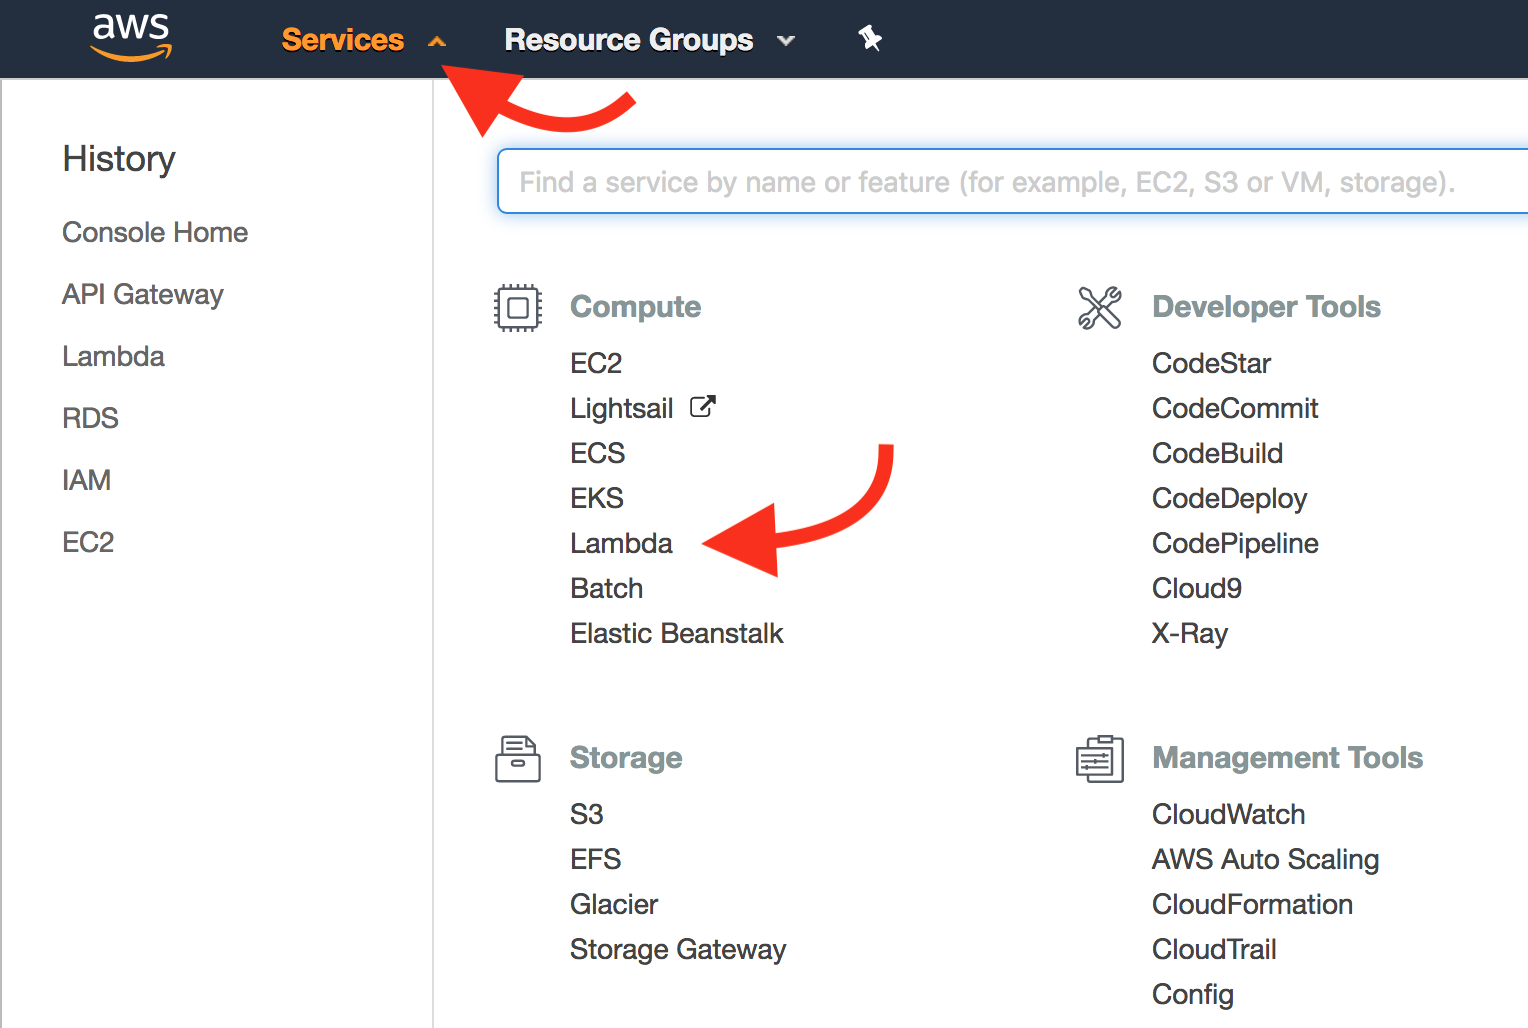 aws
Services
Resource Groups
History
Console Home
API Gateway
Lambda
RDS
IAM
EC2
Find a service by name or feature (for example, EC2, S3 or VM, storage).
Compute
EC2
Lightsail
ECS
EKS
Lambda
Batch
Elastic Beanstalk
Developer Tools
CodeStar
CodeCommit
CodeBuild
CodeDeploy
CodePipeline
Cloud9
X-Ray
Storage
S3
EFS
Glacier
Storage Gateway
Management Tools
CloudWatch
AWS Auto Scaling
CloudFormation
CloudTrail
Config